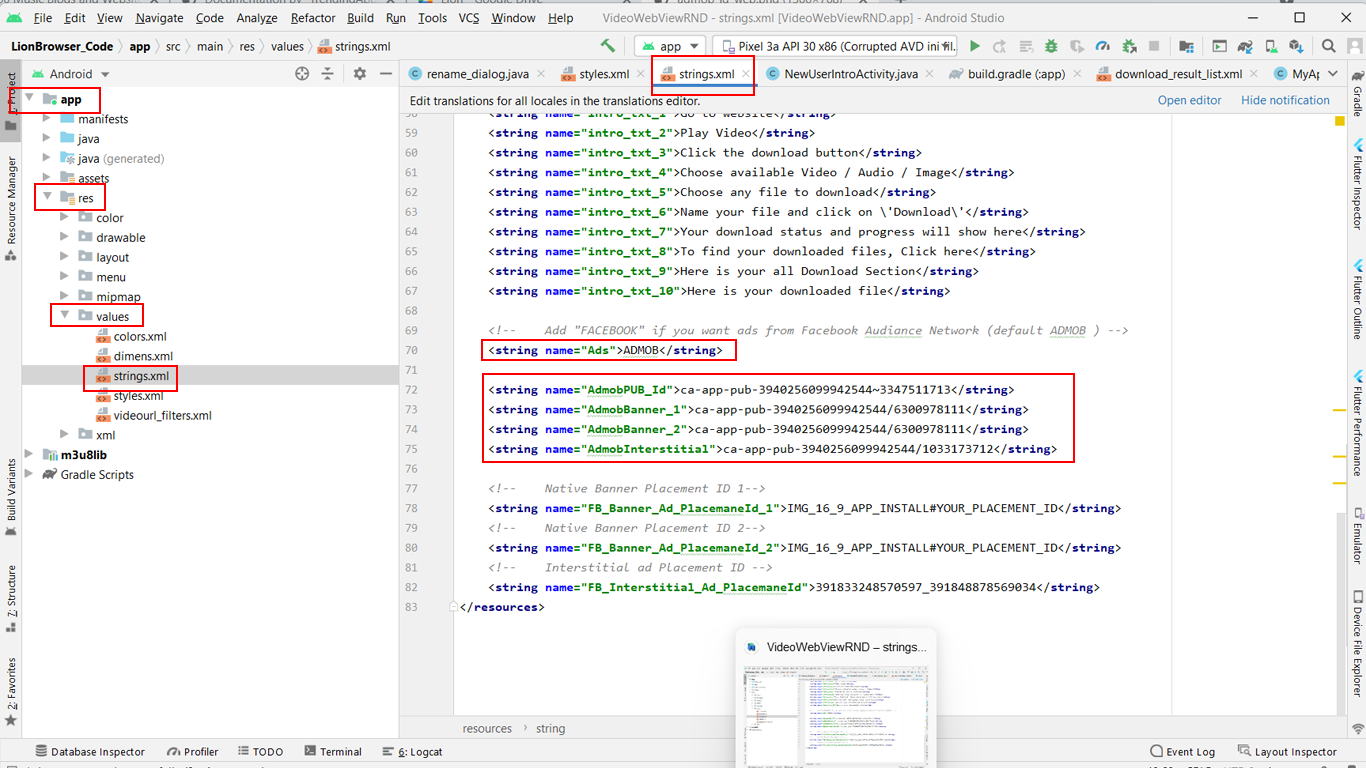 File Edit View Navigate Code Analyze Refactor Build Run Tools VCS Window Help VideoWebViewRND - strings.xml [VideoWebViewRND.app] - Android Studio
LionBrowser_Code app src main res values strings.xml app Pixel 3a API 30 x86 (Corrupted AVD ini fil...
Android rename_dialog.java styles.xml strings.xml NewUserIntroActivity.java build.gradle (:app) download_result_list.xml MyAp
Edit translations for all locales in the translations editor. Open editor Hide notification
1: Project
Resource Manager
Build Variants
Z: Structure
2: Favorites
app
manifests
java
java (generated)
assets
res
color
drawable
layout
menu
mipmap
values
colors.xml
dimens.xml
strings.xml
styles.xml
videourl_filters.xml
xml
m3u8lib
Gradle Scripts
58 <string name="intro_txt_1">Go to website</string>
59 <string name="intro_txt_2">Play Video</string>
60 <string name="intro_txt_3">Click the download button</string>
61 <string name="intro_txt_4">Choose available Video / Audio / Image</string>
62 <string name="intro_txt_5">Choose any file to download</string>
63 <string name="intro_txt_6">Name your file and click on \'Download\'</string>
64 <string name="intro_txt_7">Your download status and progress will show here</string>
65 <string name="intro_txt_8">To find your downloaded files, Click here</string>
66 <string name="intro_txt_9">Here is your all Download Section</string>
67 <string name="intro_txt_10">Here is your downloaded file</string>
68
69 <!-- Add "FACEBOOK" if you want ads from Facebook Audiance Network (default ADMOB ) -->
70 <string name="Ads">ADMOB</string>
71
72 <string name="AdmobPUB_Id">ca-app-pub-3940256099942544~3347511713</string>
73 <string name="AdmobBanner_1">ca-app-pub-3940256099942544/6300978111</string>
74 <string name="AdmobBanner_2">ca-app-pub-3940256099942544/6300978111</string>
75 <string name="AdmobInterstitial">ca-app-pub-3940256099942544/1033173712</string>
76
77 <!-- Native Banner Placement ID 1-->
78 <string name="FB_Banner_Ad_PlacemaneId_1">IMG_16_9_APP_INSTALL#YOUR_PLACEMENT_ID</string>
79 <!-- Native Banner Placement ID 2-->
80 <string name="FB_Banner_Ad_PlacemaneId_2">IMG_16_9_APP_INSTALL#YOUR_PLACEMENT_ID</string>
81 <!-- Interstitial ad Placement ID -->
82 <string name="FB_Interstitial_Ad_PlacemaneId">391833248570597_391848878569034</string>
83 </resources>
Gradle
Flutter Inspector
Flutter Outline
Flutter Performance
Emulator
Device File Explorer
VideoWebViewRND – strings...
resources string
Database Inspector Profiler TODO Terminal 6: Logcat Event Log Layout Inspector